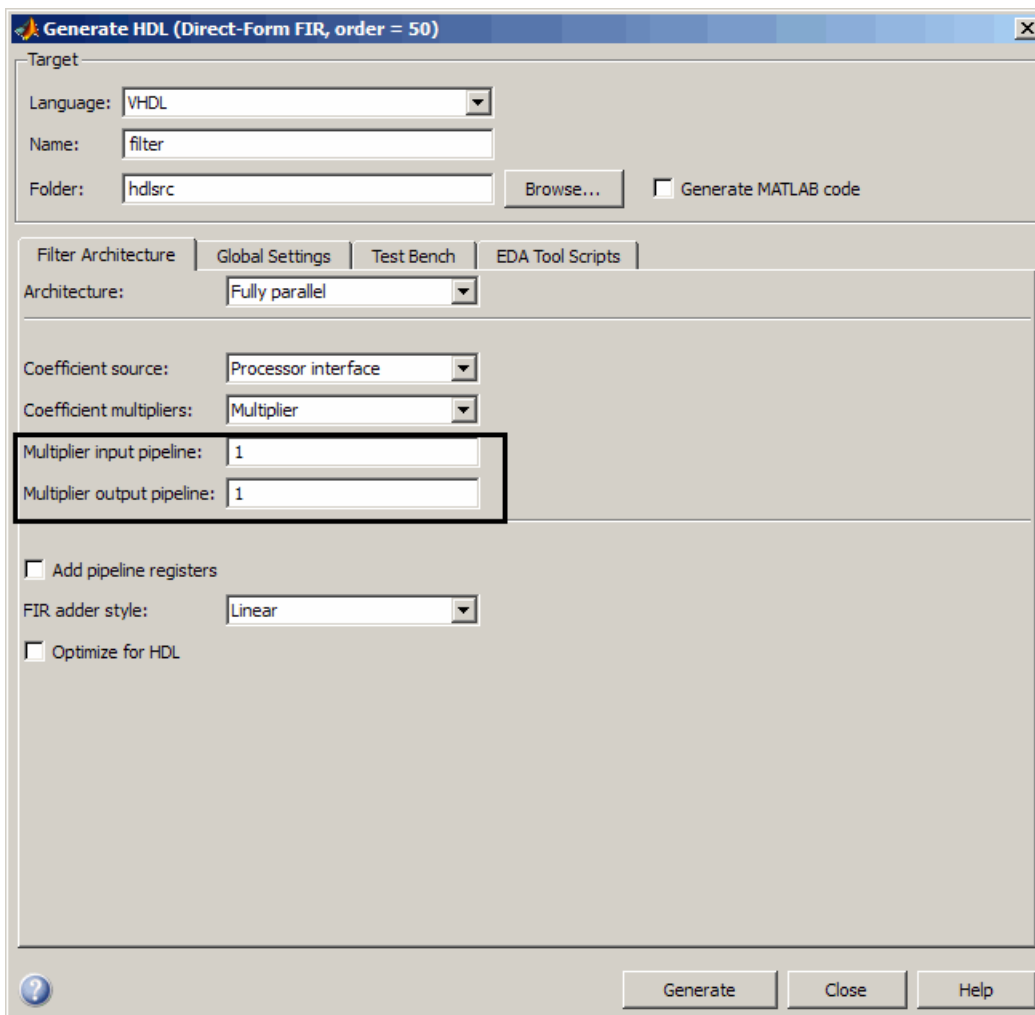 Generate HDL (Direct-Form FIR, order = 50)
Target
Language: VHDL
Name: filter
Folder: hdlsrc Browse... Generate MATLAB code
Filter Architecture Global Settings Test Bench EDA Tool Scripts
Architecture: Fully parallel
Coefficient source: Processor interface
Coefficient multipliers: Multiplier
Multiplier input pipeline: 1
Multiplier output pipeline: 1
Add pipeline registers
FIR adder style: Linear
Optimize for HDL
? Generate Close Help